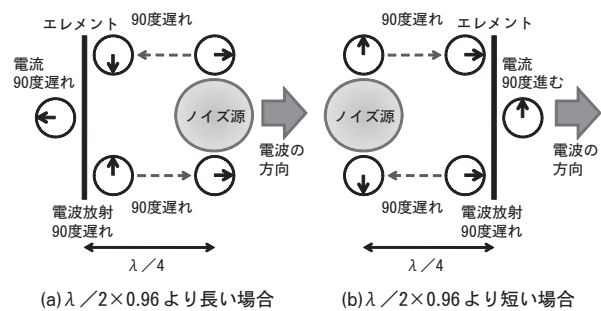 エレメント
90度遅れ
電流
90度遅れ
ノイズ源
電波の
方向
90度遅れ
電波放射
90度遅れ
λ／4
(a)λ／2×0.96より長い場合
90度遅れ
エレメント
電流
90度進む
ノイズ源
電波の
方向
90度遅れ
電波放射
90度遅れ
λ／4
(b)λ／2×0.96より短い場合